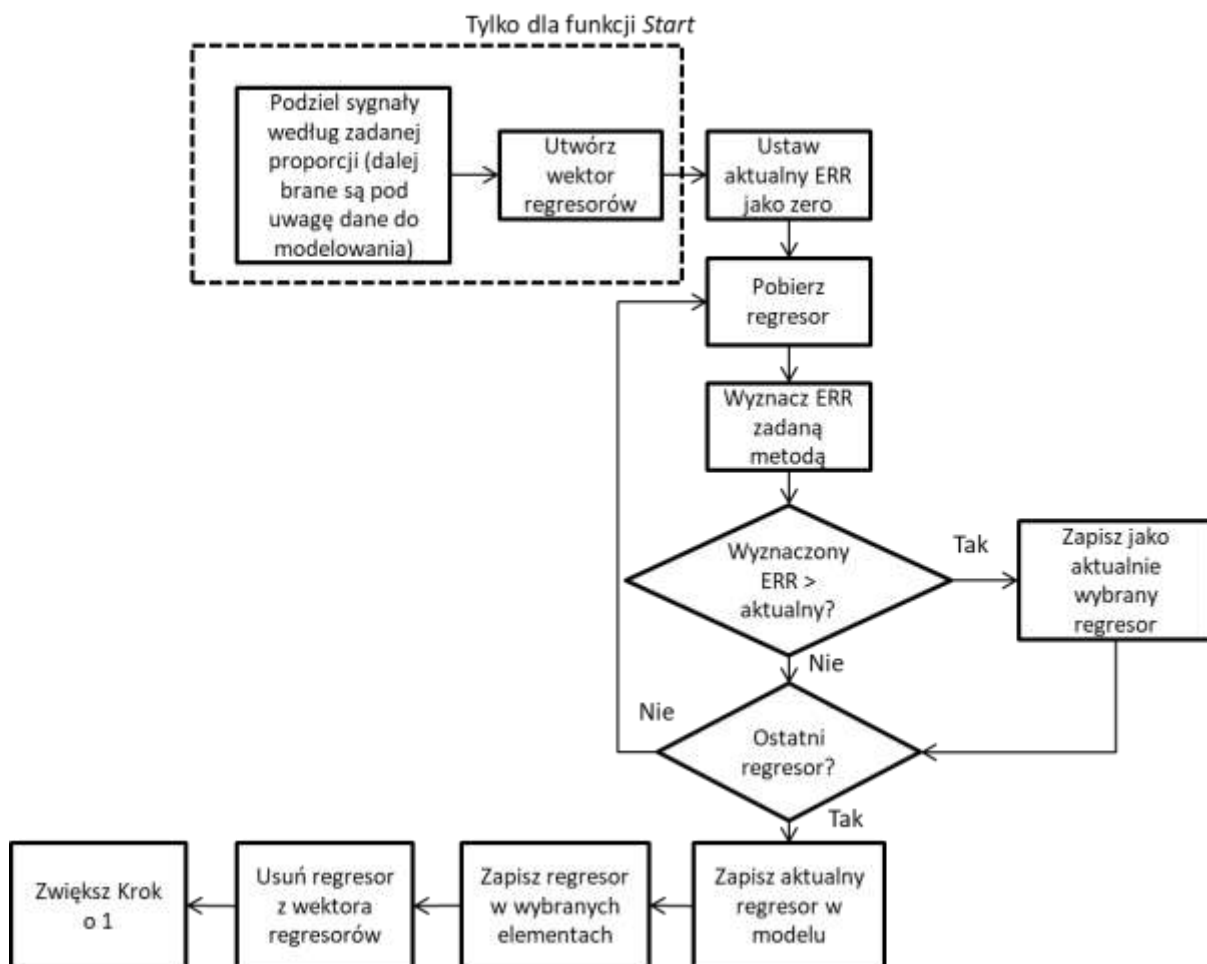 Tylko dla funkcji Start
Podziel sygnały
według zadanej
proporcji (dalej
brane są pod
uwagę dane do
modelowania)
Utwórz
wektor
regresorów
Ustaw
aktualny ERR
jako zero
Pobierz
regresor
Wyznacz ERR
zadaną
metodą
Wyznaczony
ERR >
aktualny?
Tak
Zapisz jako
aktualnie
wybrany
regresor
Nie
Nie
Ostatni
regresor?
Tak
Zapisz aktualny
regresor w
modelu
Zapisz regresor
w wybranych
elementach
Usuń regresor
z wektora
regresorów
Zwiększ Krok
o 1